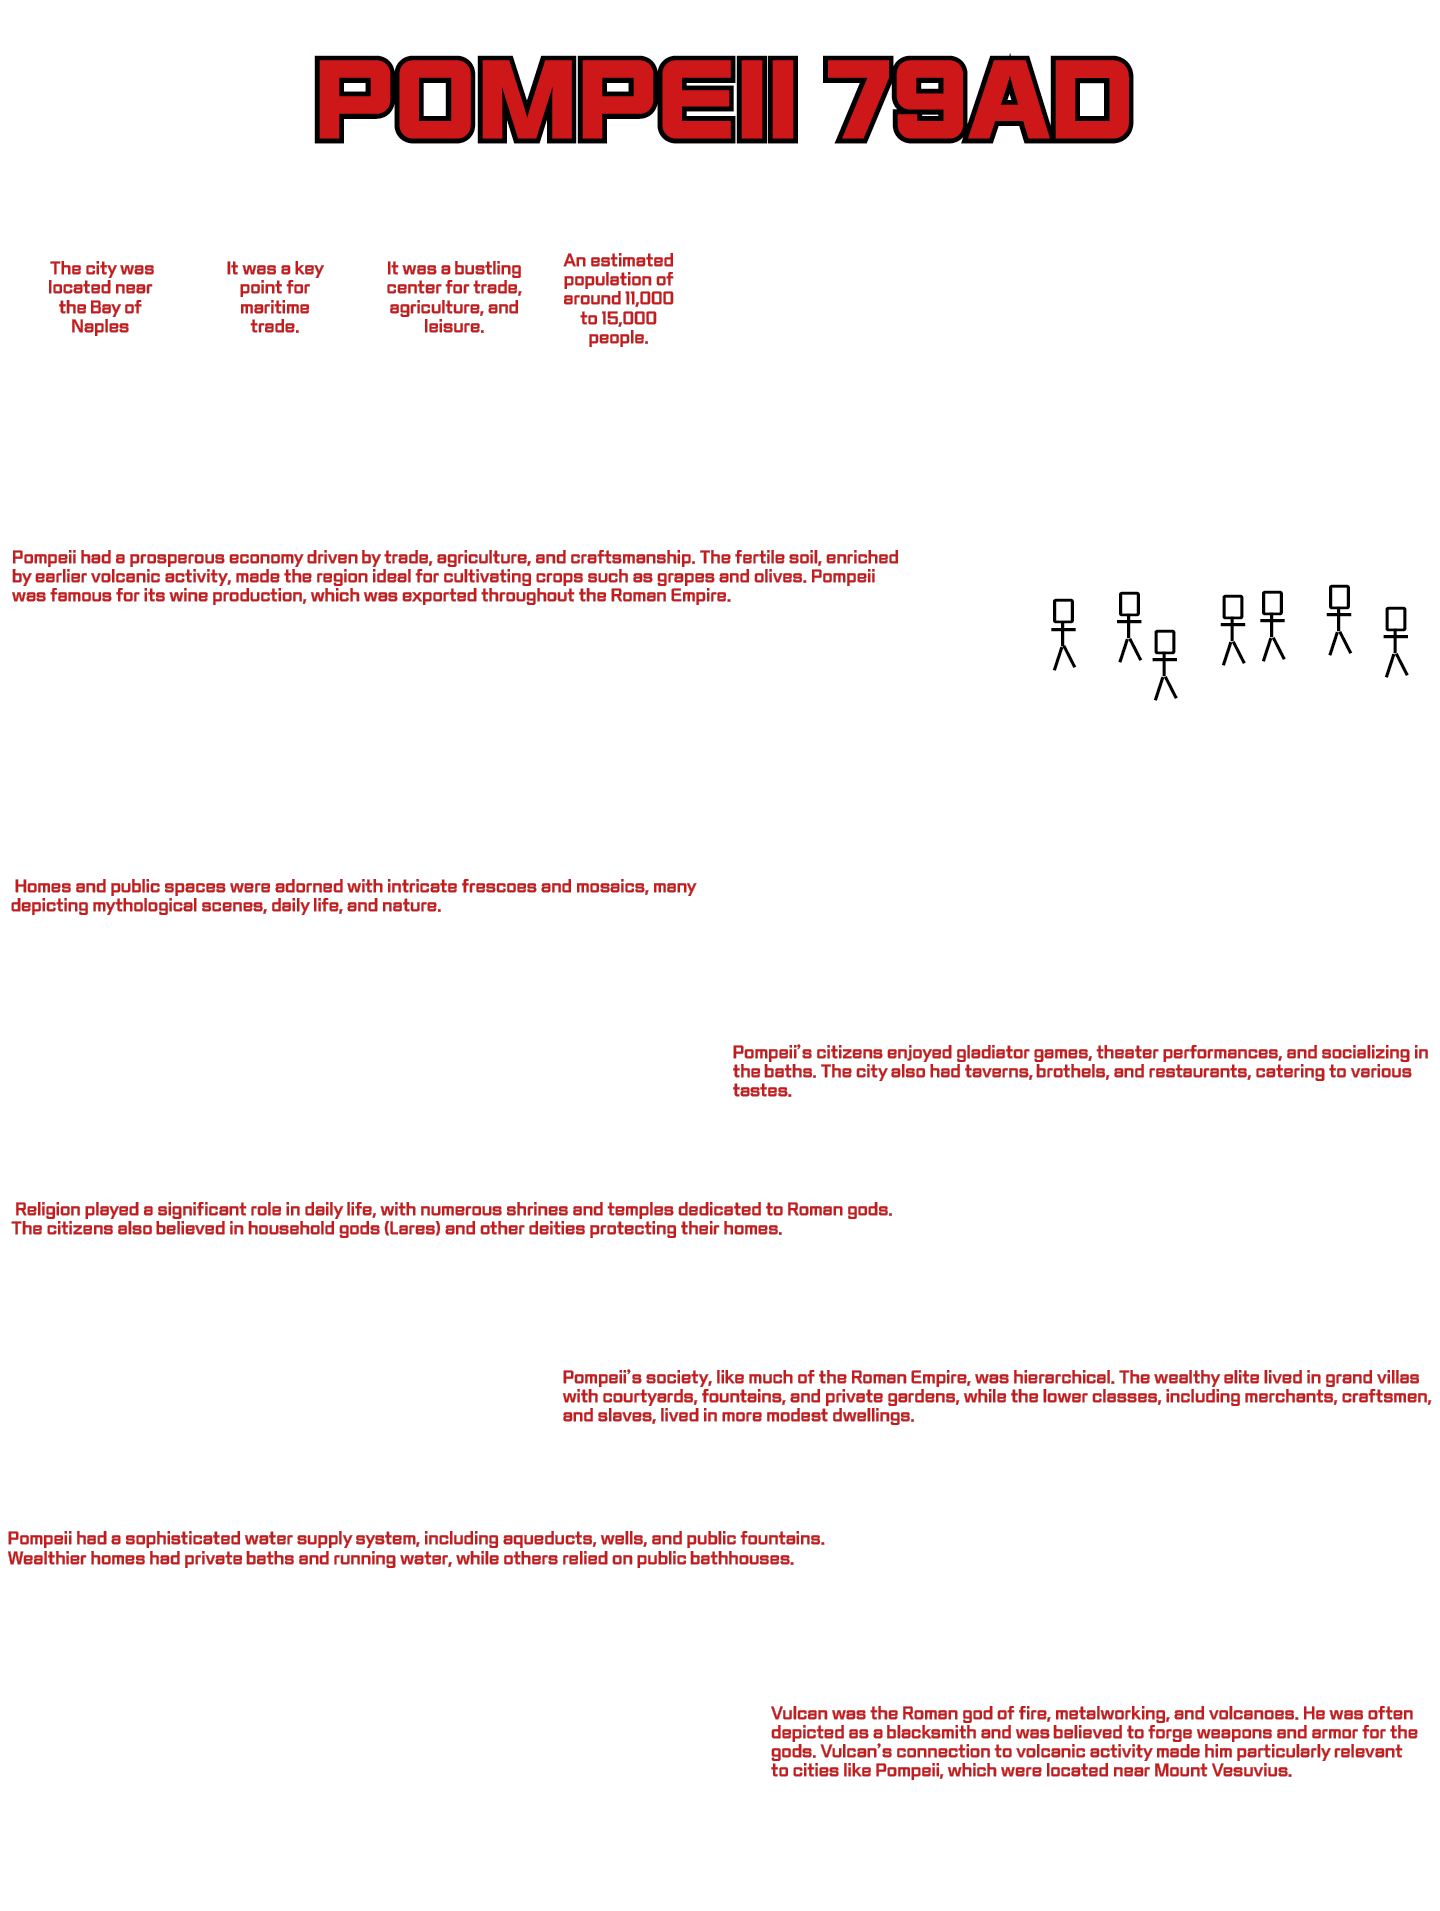 POMPEII 79AD
The city was
located near
the Bay of
Naples
It was a key
point for
maritime
trade.
It was a bustling
center for trade,
agriculture, and
leisure.
An estimated
population of
around 11,000
to 15,000
people.
Pompeii had a prosperous economy driven by trade, agriculture, and craftsmanship. The fertile soil, enriched
by earlier volcanic activity, made the region ideal for cultivating crops such as grapes and olives. Pompeii
was famous for its wine production, which was exported throughout the Roman Empire.
Homes and public spaces were adorned with intricate frescoes and mosaics, many
depicting mythological scenes, daily life, and nature.
Pompeii's citizens enjoyed gladiator games, theater performances, and socializing in
the baths. The city also had taverns, brothels, and restaurants, catering to various
tastes.
Religion played a significant role in daily life, with numerous shrines and temples dedicated to Roman gods.
The citizens also believed in household gods (Lares) and other deities protecting their homes.
Pompeii's society, like much of the Roman Empire, was hierarchical. The wealthy elite lived in grand villas
with courtyards, fountains, and private gardens, while the lower classes, including merchants, craftsmen,
and slaves, lived in more modest dwellings.
Pompeii had a sophisticated water supply system, including aqueducts, wells, and public fountains.
Wealthier homes had private baths and running water, while others relied on public bathhouses.
Vulcan was the Roman god of fire, metalworking, and volcanoes. He was often
depicted as a blacksmith and was believed to forge weapons and armor for the
gods. Vulcan's connection to volcanic activity made him particularly relevant
to cities like Pompeii, which were located near Mount Vesuvius.